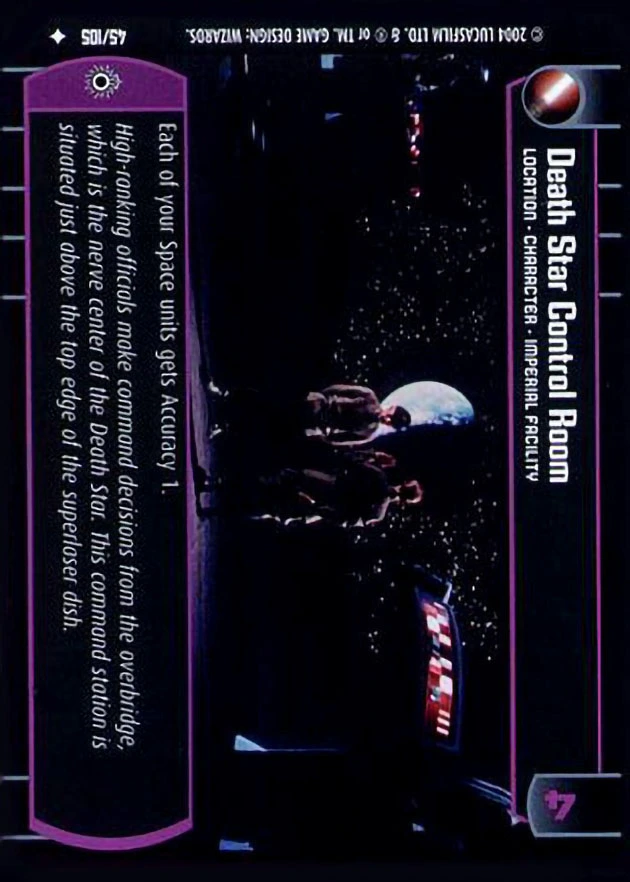 Death Star Control Room
LOCATION · CHARACTER · IMPERIAL FACILITY
+4
Each of your Space units gets Accuracy 1.
High-ranking officials make command decisions from the overbridge,
which is the nerve center of the Death Star. This command station is
situated just above the top edge of the superlaser dish.
© 2004 LUCASFILM LTD. & ® or TM. GAME DESIGN: WIZARDS.
45/105